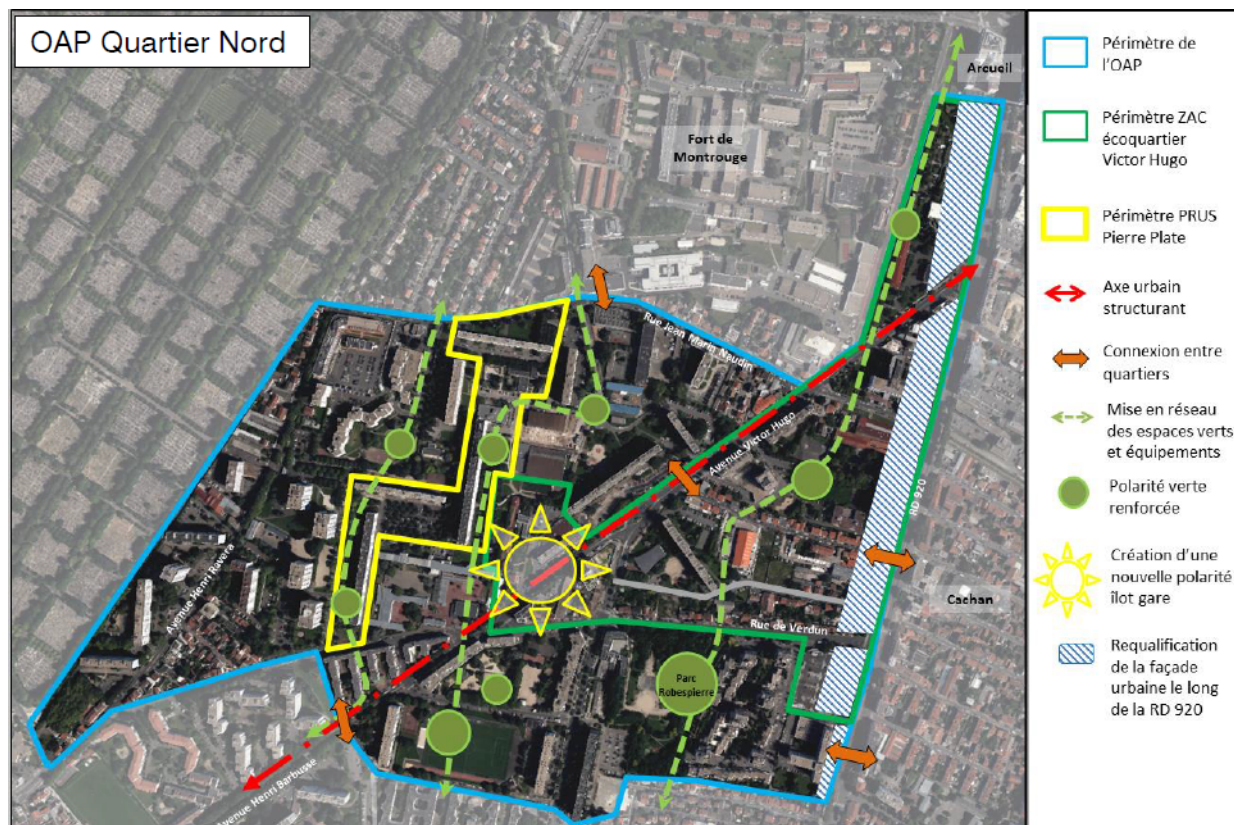 OAP Quartier Nord
Arcueil
Fort de
Montrouge
Rue Jean Marin Naudin
Avenue Victor Hugo
RD 920
Avenue Henri Ravera
Cachan
Rue de Verdun
Parc
Robespierre
Avenue Henri Barbusse
Périmètre de
l'OAP
Périmètre ZAC
écoquartier
Victor Hugo
Périmètre PRUS
Pierre Plate
Axe urbain
structurant
Connexion entre
quartiers
Mise en réseau
des espaces verts
et équipements
Polarité verte
renforcée
Création d'une
nouvelle polarité
îlot gare
Requalification
de la façade
urbaine le long
de la RD 920